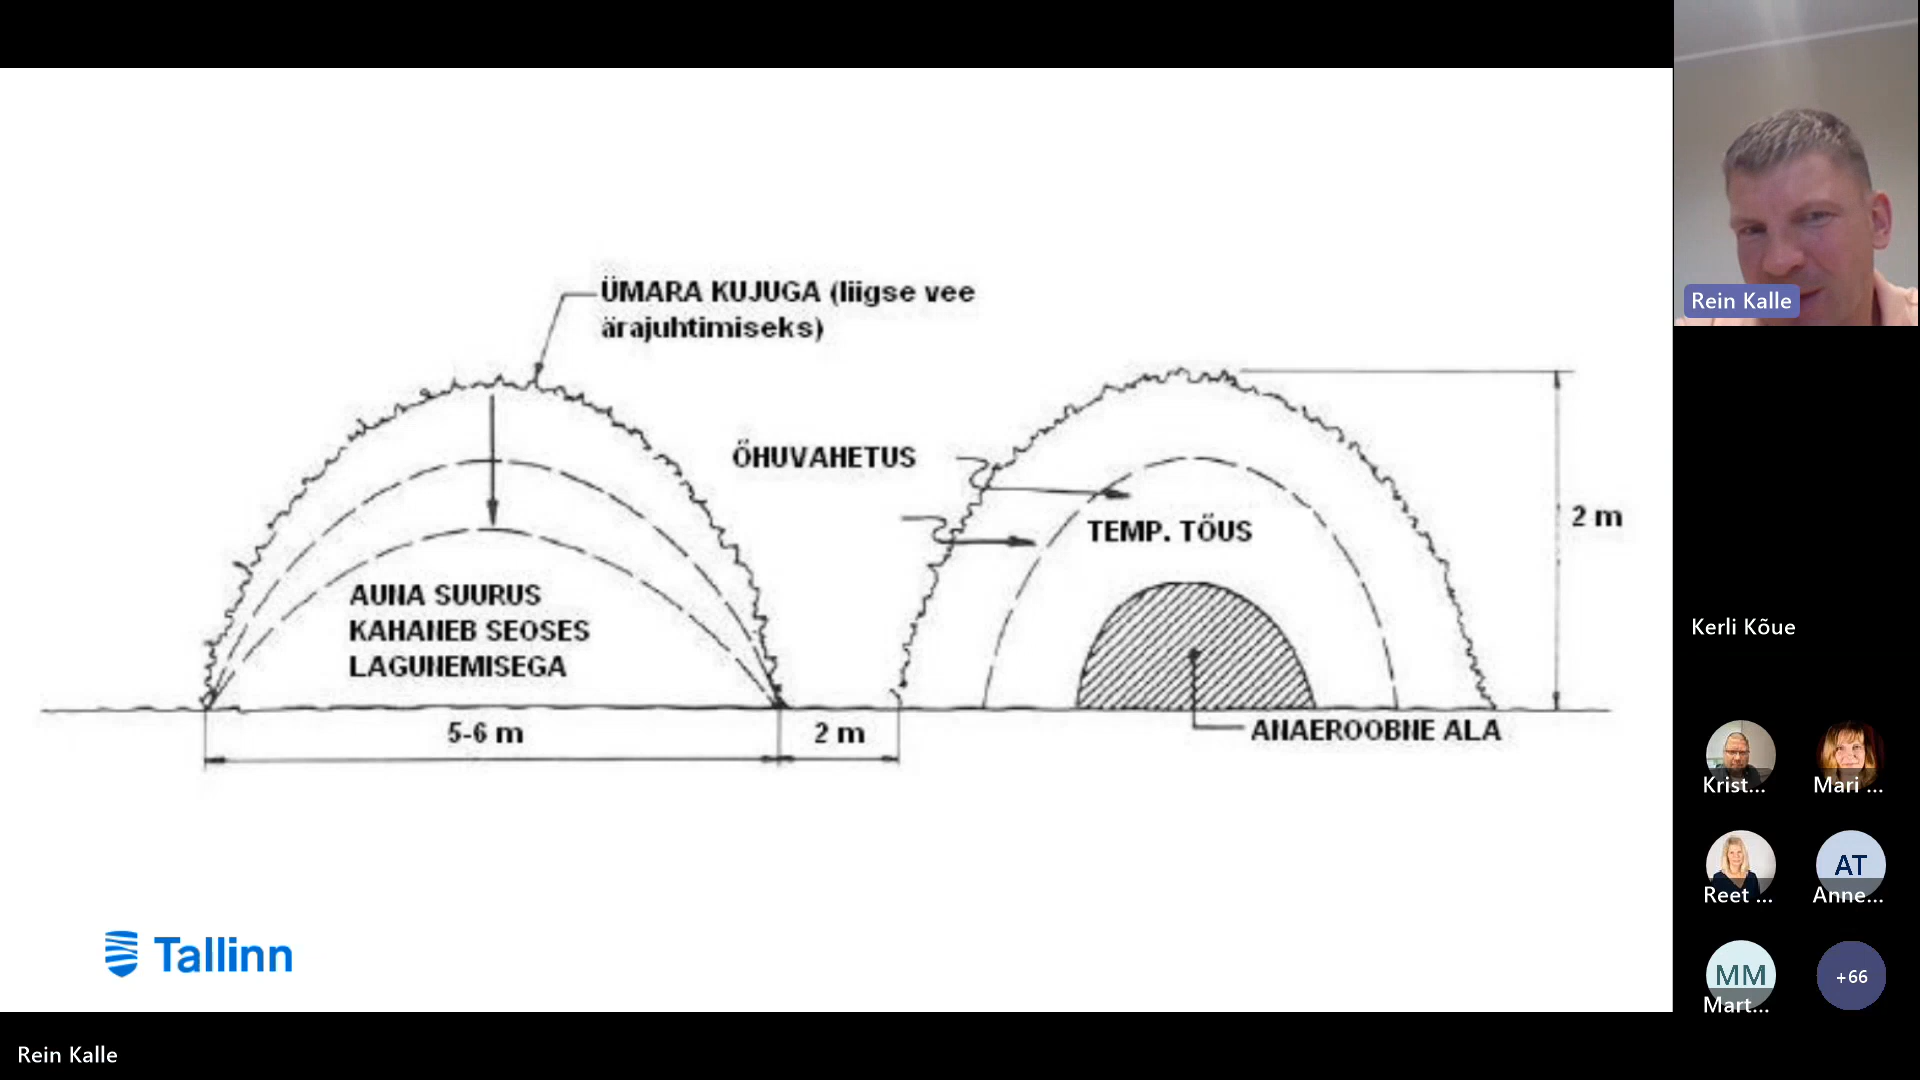 ÜMARA KUJUGA (liigse vee
ärajuhtimiseks)
ÕHUVAHETUS
TEMP. TÕUS
2 m
AUNA SUURUS
KAHANEB SEOSES
LAGUNEMISEGA
5-6 m
2 m
ANAEROOBNE ALA
Tallinn
Rein Kalle
Rein Kalle
Kerli Kõue
Krist...
Mari ...
Reet ...
AT
Anne...
MM
Mart...
+66